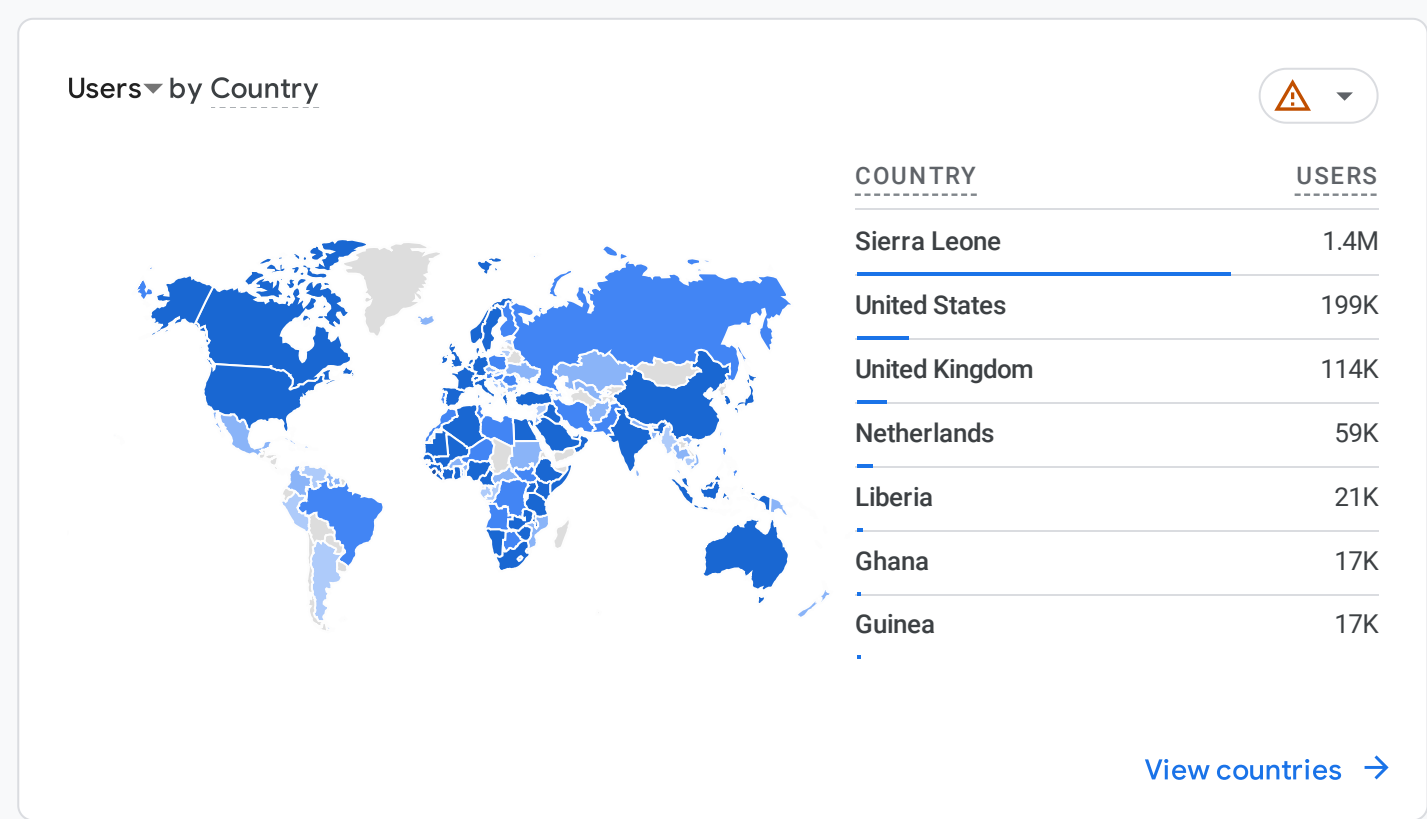 Users by Country
COUNTRY USERS
Sierra Leone 1.4M
United States 199K
United Kingdom 114K
Netherlands 59K
Liberia 21K
Ghana 17K
Guinea 17K
View countries